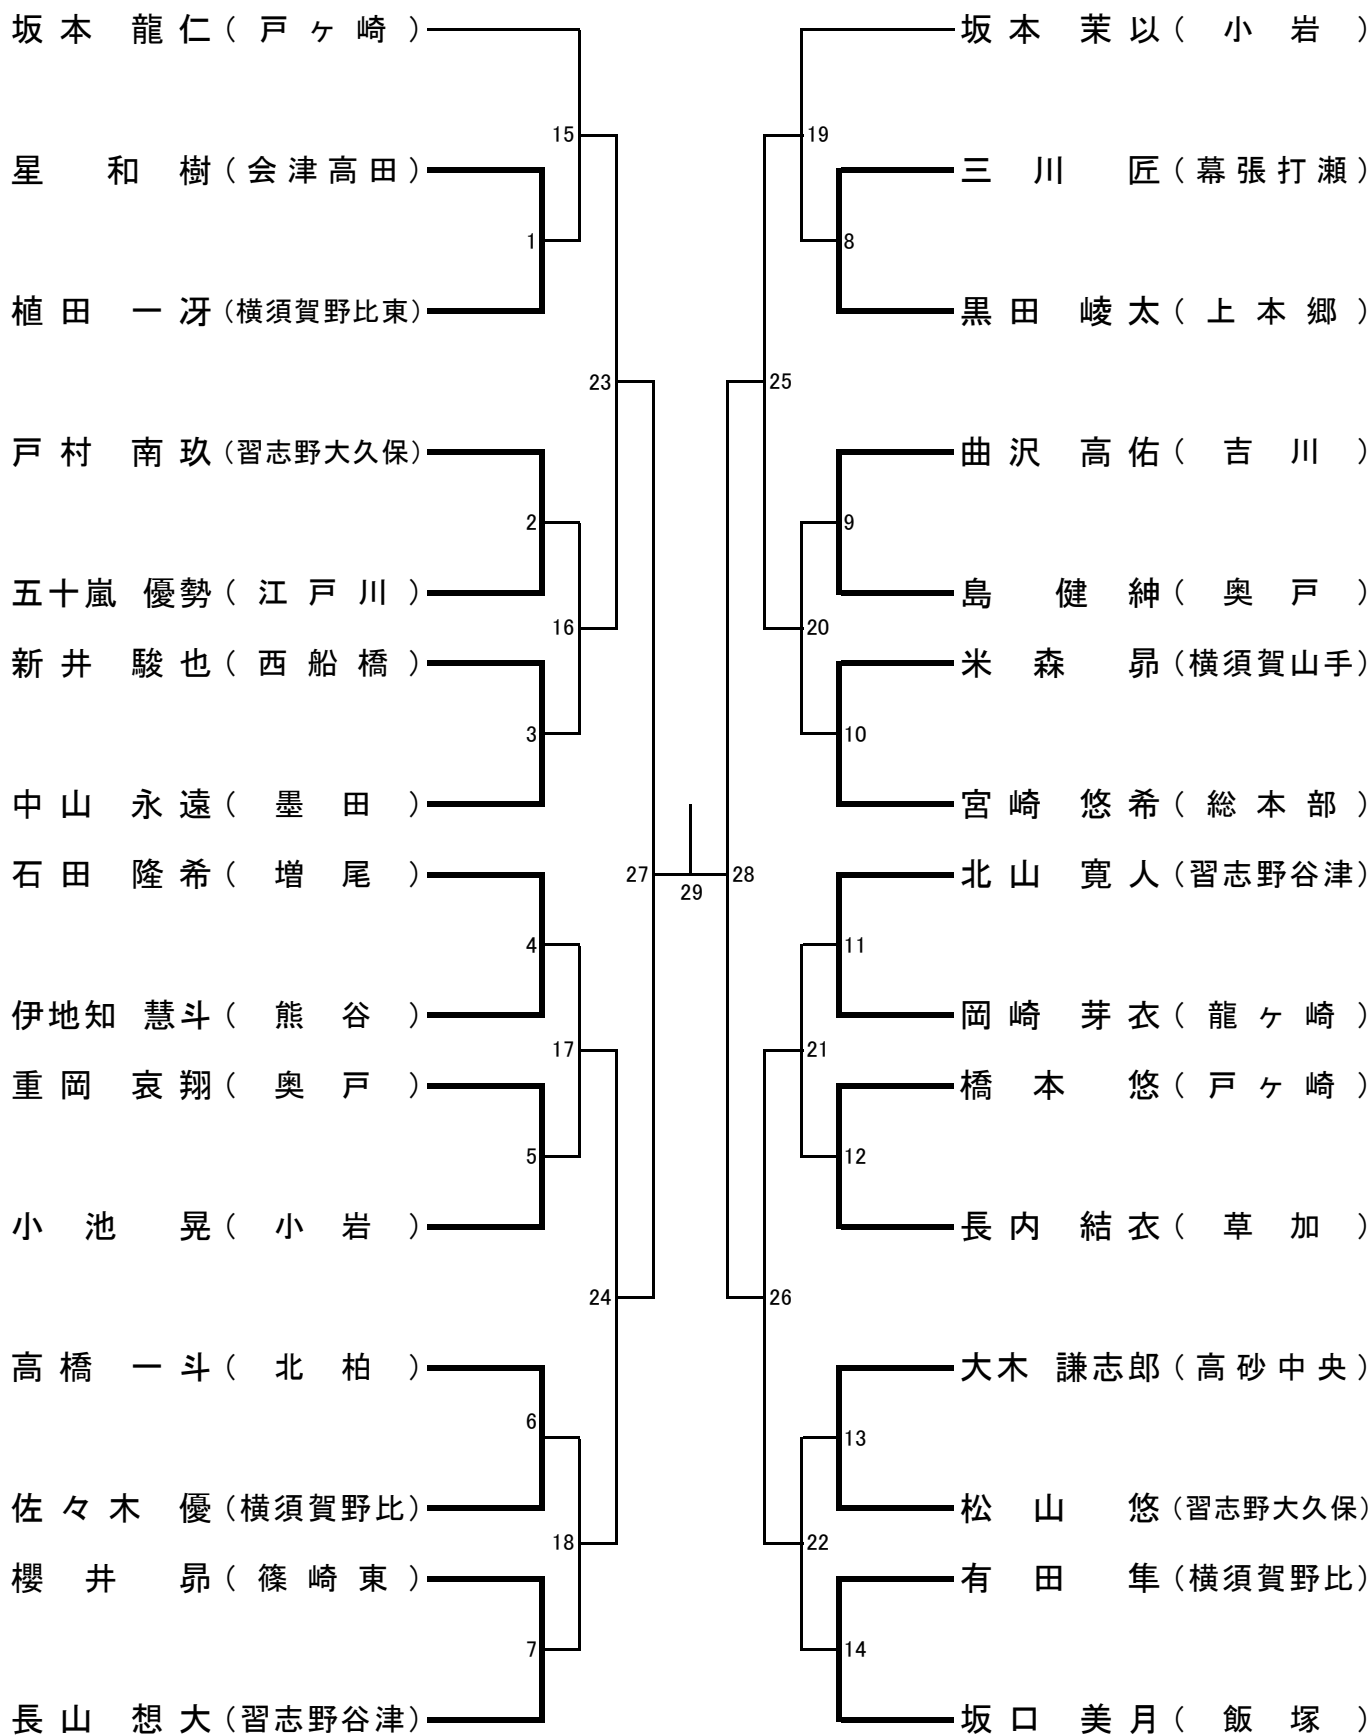 坂本 龍仁(戸ヶ崎)
15
星 和樹(会津高田)
1
植田 一冴(横須賀野比東)
23
戸村 南玖(習志野大久保)
2
五十嵐 優勢(江戸川)
16
新井 駿也(西船橋)
3
中山 永遠(墨田)
27
石田 隆希(増尾)
4
伊地知 慧斗(熊谷)
17
重岡 哀翔(奥戸)
5
小池 晃(小岩)
24
高橋 一斗(北柏)
6
佐々木 優(横須賀野比)
18
櫻井 昴(篠崎東)
7
長山 想大(習志野谷津)
29
坂本 茉以(小岩)
19
三川 匠(幕張打瀬)
8
黒田 崚太(上本郷)
25
曲沢 高佑(吉川)
9
島 健紳(奥戸)
20
米森 昴(横須賀山手)
10
宮崎 悠希(総本部)
28
北山 寛人(習志野谷津)
11
岡崎 芽衣(龍ヶ崎)
21
橋本 悠(戸ヶ崎)
12
長内 結衣(草加)
26
大木 謙志郎(高砂中央)
13
松山 悠(習志野大久保)
22
有田 隼(横須賀野比)
14
坂口 美月(飯塚)